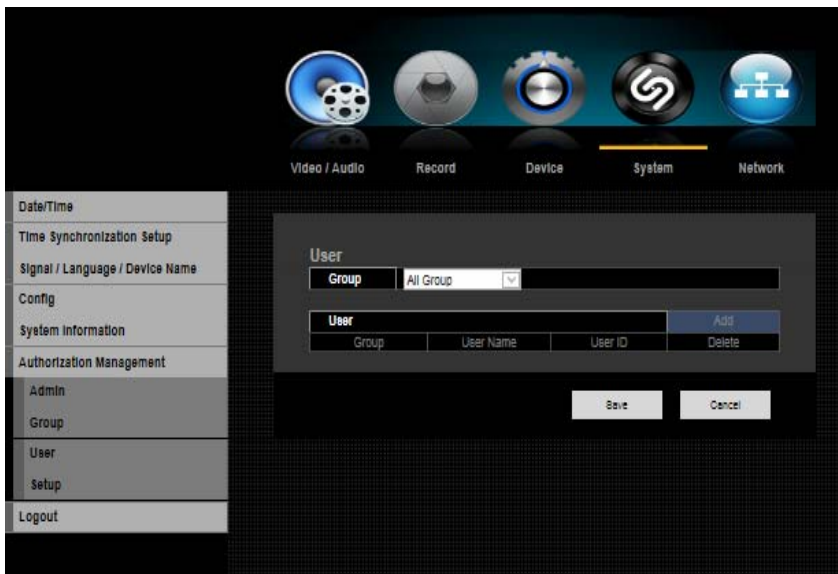 Video / Audio Record Device System Network
Date/Time
Time Synchronization Setup
Signal / Language / Device Name
Config
System Information
Authorization Management
Admin
Group
User
Setup
Logout
User
Group All Group
User Add
Group User Name User ID Delete
Save Cancel